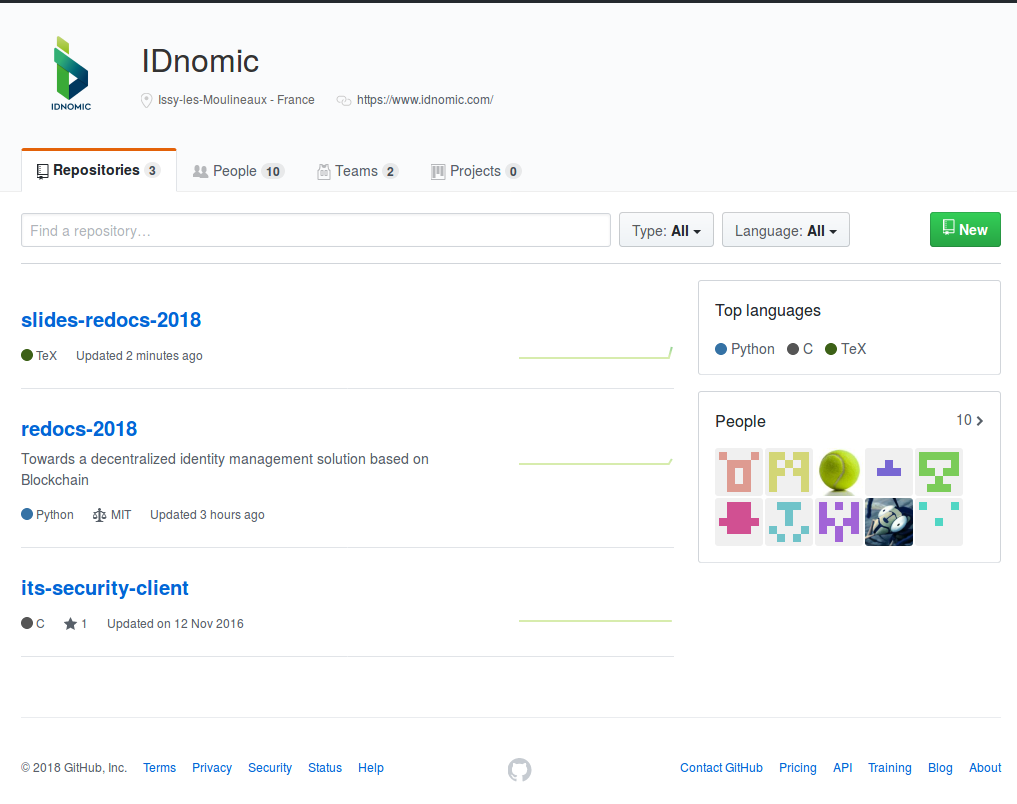 IDnomic
IDNOMIC
Issy-les-Moulineaux - France https://www.idnomic.com/
Repositories 3 People 10 Teams 2 Projects 0
Find a repository… Type: All Language: All New
slides-redocs-2018
TeX Updated 2 minutes ago
redocs-2018
Towards a decentralized identity management solution based on
Blockchain
Python MIT Updated 3 hours ago
its-security-client
C 1 Updated on 12 Nov 2016
Top languages
Python C TeX
People 10
© 2018 GitHub, Inc. Terms Privacy Security Status Help Contact GitHub Pricing API Training Blog About